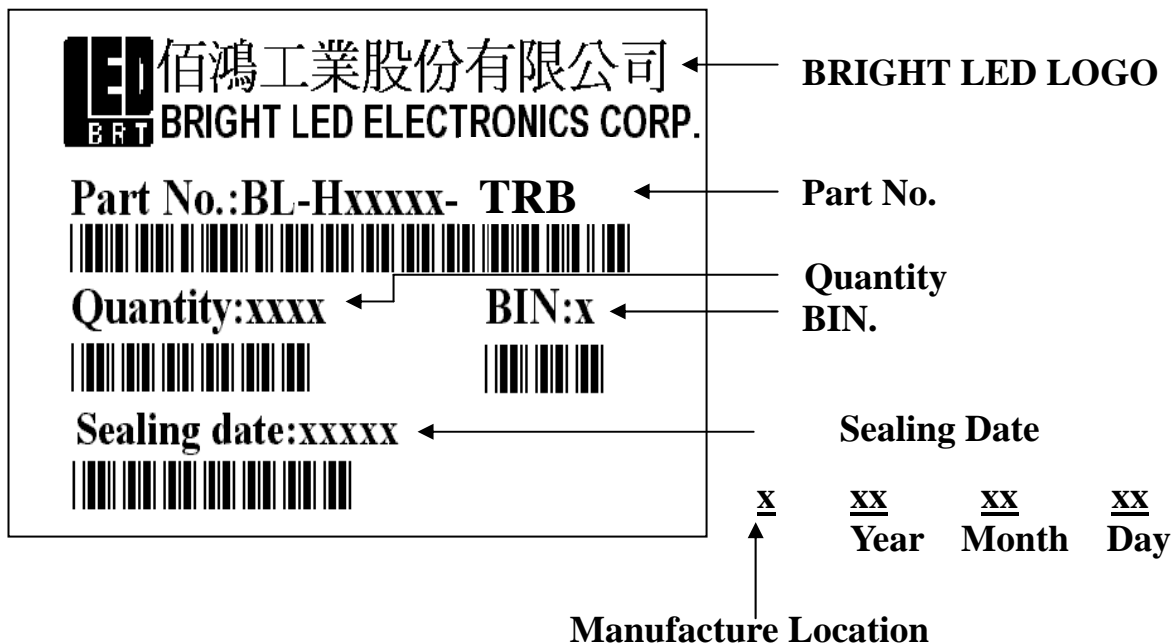 LED 佰鴻工業股份有限公司
BRT BRIGHT LED ELECTRONICS CORP.
BRIGHT LED LOGO
Part No.:BL-Hxxxxx- TRB
Part No.
Quantity:xxxx
BIN:x
Quantity
BIN.
Sealing date:xxxxx
Sealing Date
x xx xx xx
Year Month Day
Manufacture Location